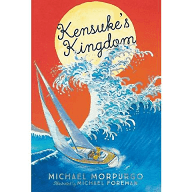 Kensuke's
Kingdom
MICHAEL MORPURGO
Illustrated by MICHAEL FOREMAN